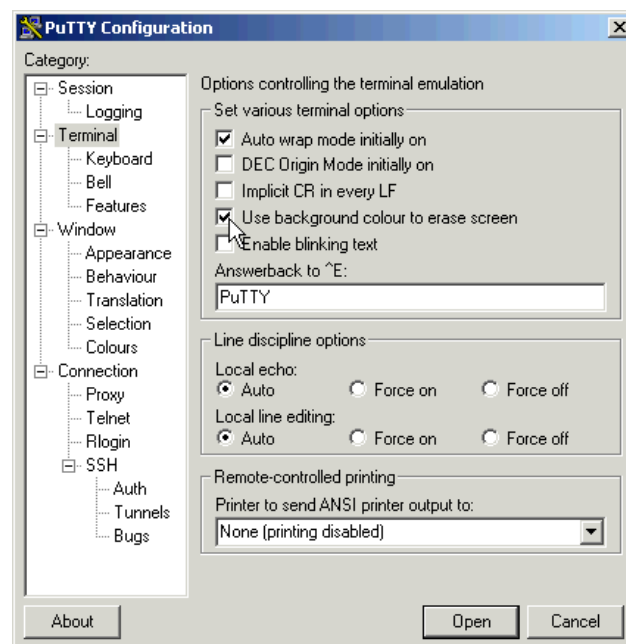 PuTTY Configuration
Category:
Session
Logging
Terminal
Keyboard
Bell
Features
Window
Appearance
Behaviour
Translation
Selection
Colours
Connection
Proxy
Telnet
Rlogin
SSH
Auth
Tunnels
Bugs
Options controlling the terminal emulation
Set various terminal options
Auto wrap mode initially on
DEC Origin Mode initially on
Implicit CR in every LF
Use background colour to erase screen
Enable blinking text
Answerback to ^E:
PuTTY
Line discipline options
Local echo:
Auto Force on Force off
Local line editing:
Auto Force on Force off
Remote-controlled printing
Printer to send ANSI printer output to:
None (printing disabled)
About Open Cancel